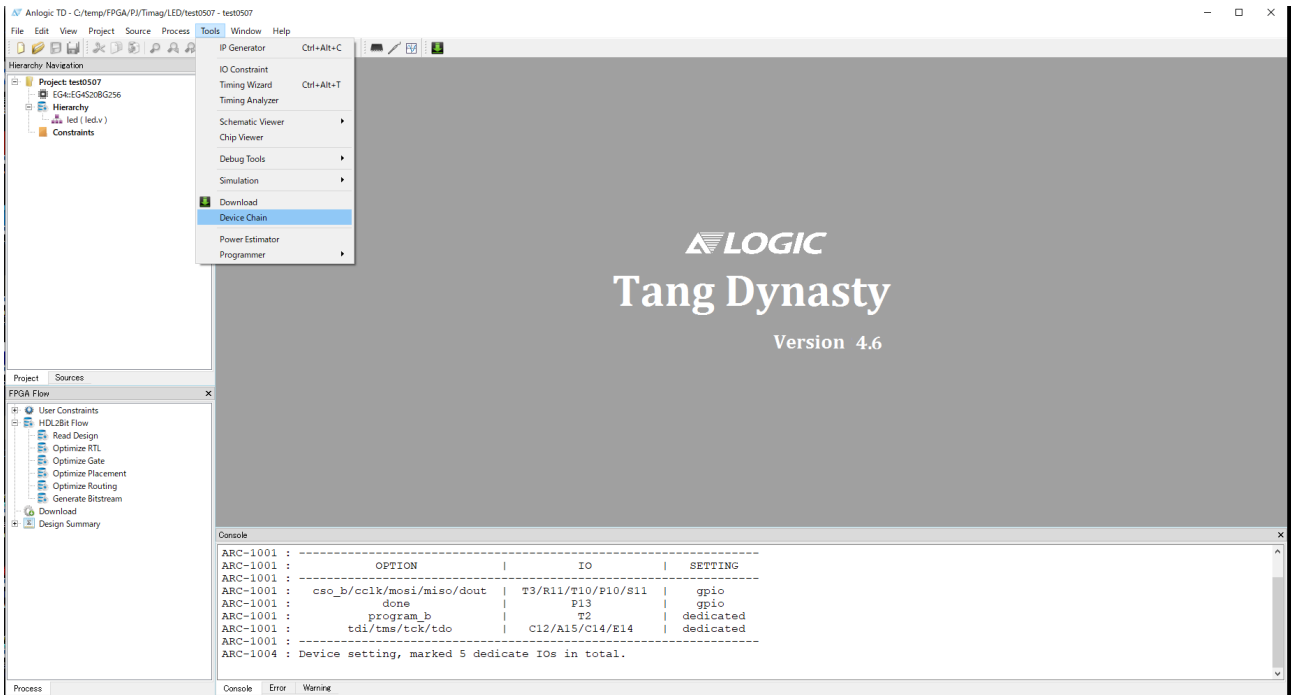 Anlogic TD - C:/temp/FPGA/PJ/Timag/LED/test0507 - test0507
File Edit View Project Source Process Tools Window Help
Hierarchy Navigation
Project: test0507
EG4::EG4S20BG256
Hierarchy
led ( led.v )
Constraints
IP Generator Ctrl+Alt+C
IO Constraint
Timing Wizard Ctrl+Alt+T
Timing Analyzer
Schematic Viewer
Chip Viewer
Debug Tools
Simulation
Download
Device Chain
Power Estimator
Programmer
LOGIC
Tang Dynasty
Version 4.6
Project Sources
FPGA Flow
User Constraints
HDL2Bit Flow
Read Design
Optimize RTL
Optimize Gate
Optimize Placement
Optimize Routing
Generate Bitstream
Download
Design Summary
Process
Console
ARC-1001 : ------------------------------------------------------------------
ARC-1001 : OPTION | IO | SETTING
ARC-1001 : ------------------------------------------------------------------
ARC-1001 : cso_b/cclk/mosi/miso/dout | T3/R11/T10/P10/S11 | gpio
ARC-1001 : done | P13 | gpio
ARC-1001 : program_b | T2 | dedicated
ARC-1001 : tdi/tms/tck/tdo | C12/A15/C14/E14 | dedicated
ARC-1001 : ------------------------------------------------------------------
ARC-1004 : Device setting, marked 5 dedicate IOs in total.
Console Error Warning